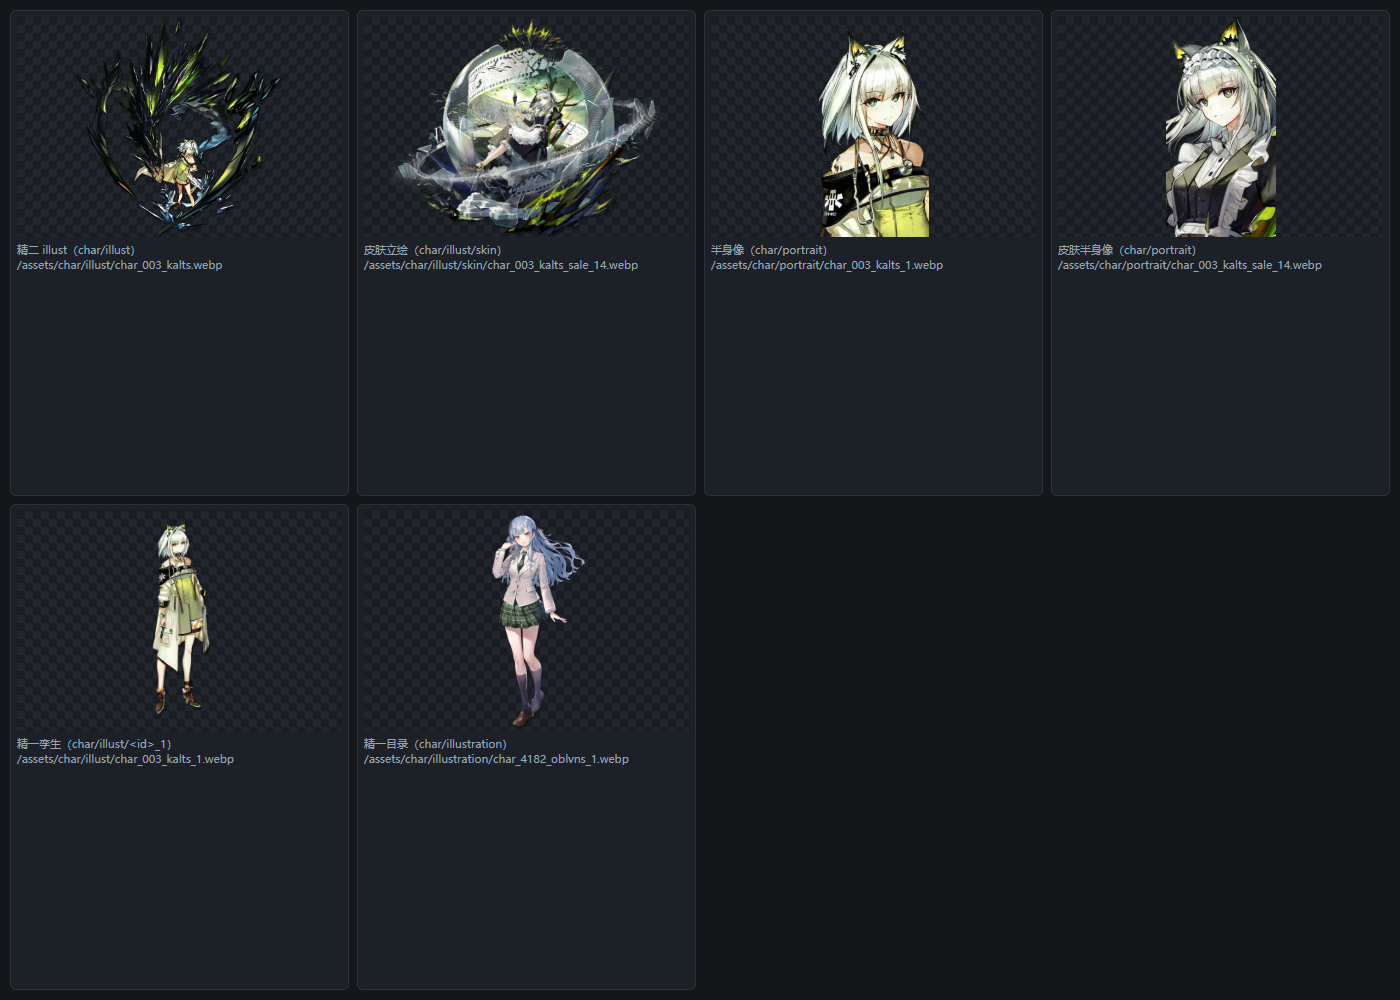 精二 illust（char/illust）
/assets/char/illust/char_003_kalts.webp
皮肤立绘（char/illust/skin）
/assets/char/illust/skin/char_003_kalts_sale_14.webp
半身像（char/portrait）
/assets/char/portrait/char_003_kalts_1.webp
皮肤半身像（char/portrait）
/assets/char/portrait/char_003_kalts_sale_14.webp
精一孪生（char/illust/<id>_1）
/assets/char/illust/char_003_kalts_1.webp
精一目录（char/illustration）
/assets/char/illustration/char_4182_oblvns_1.webp